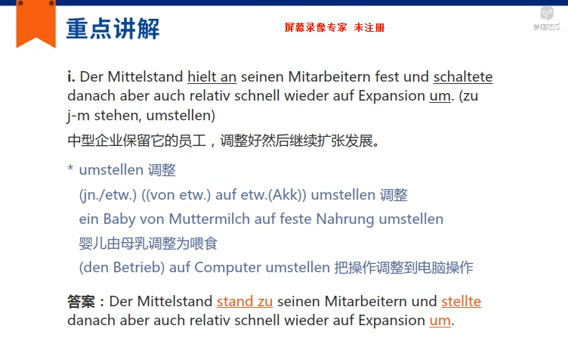 重点讲解
屏幕录像专家 未注册
梦曦吃瓜
i. Der Mittelstand hielt an seinen Mitarbeitern fest und schaltete
danach aber auch relativ schnell wieder auf Expansion um. (zu
j-m stehen, umstellen)
中型企业保留它的员工，调整好然后继续扩张发展。
* umstellen 调整
(jn./etw.) ((von etw.) auf etw.(Akk)) umstellen 调整
ein Baby von Muttermilch auf feste Nahrung umstellen
婴儿由母乳调整为喂食
(den Betrieb) auf Computer umstellen 把操作调整到电脑操作
答案：Der Mittelstand stand zu seinen Mitarbeitern und stellte
danach aber auch relativ schnell wieder auf Expansion um.